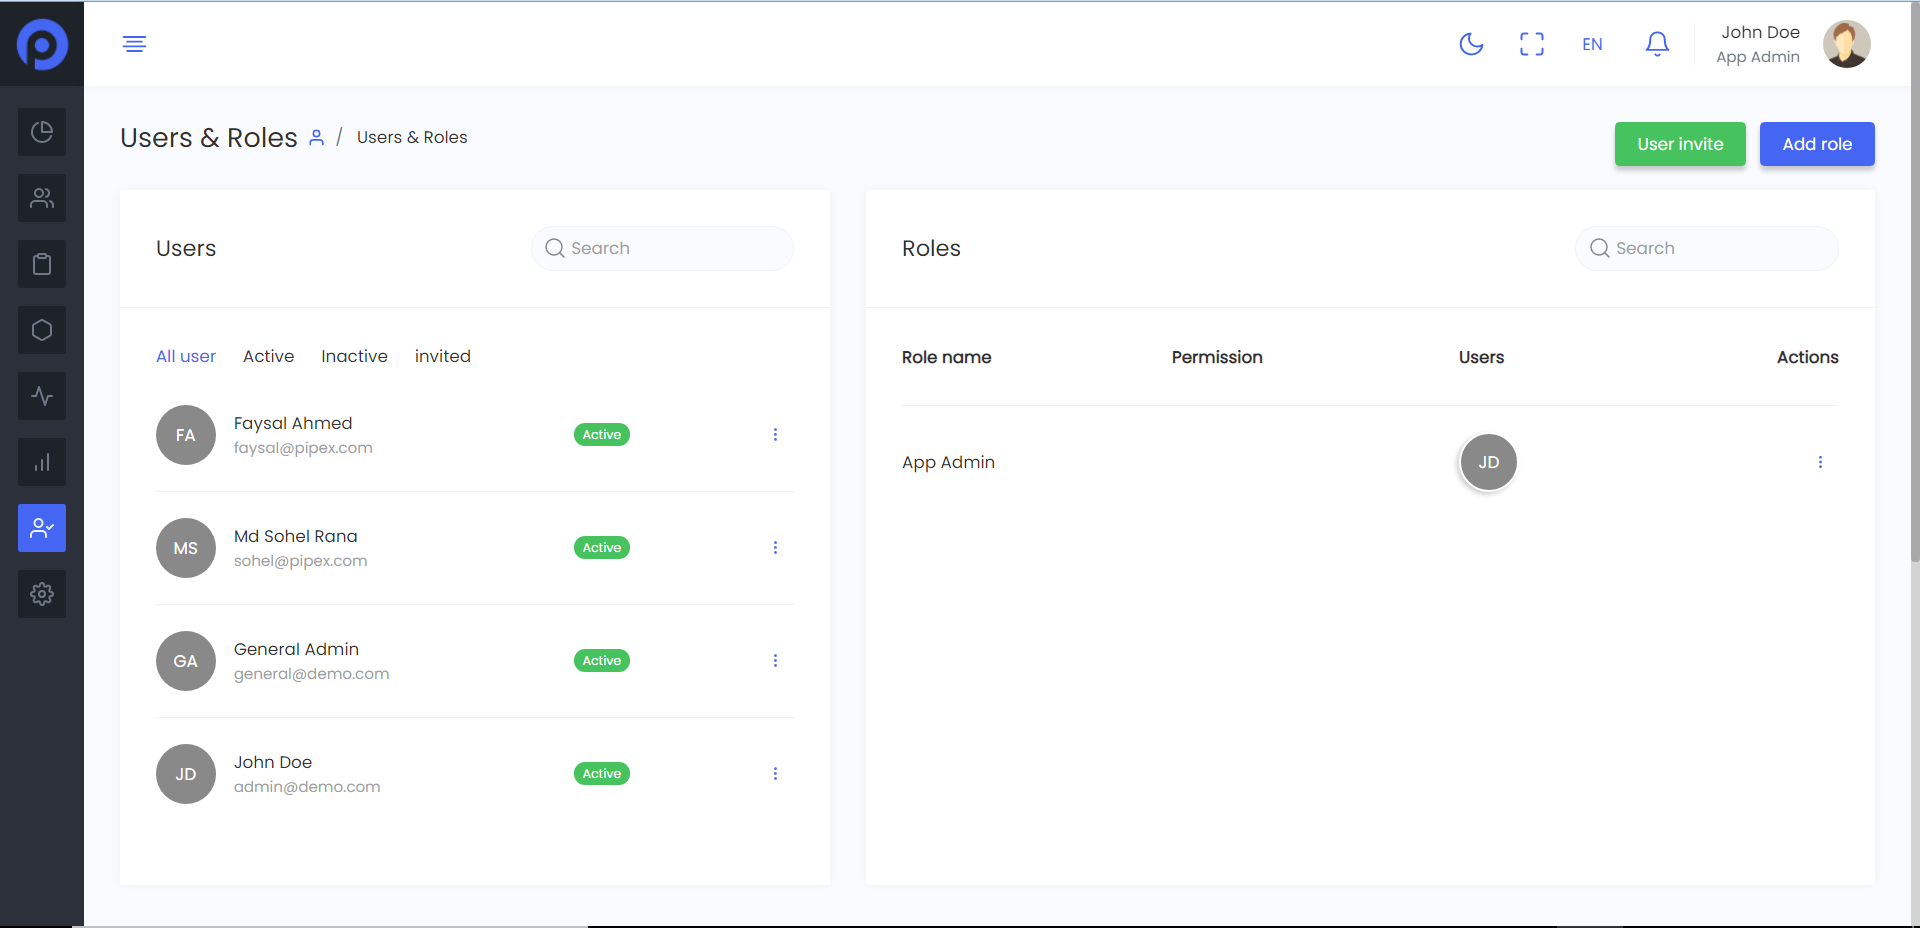 EN
John Doe
App Admin
Users & Roles / Users & Roles
User invite
Add role
Users
Search
All user Active Inactive invited
FA
Faysal Ahmed
faysal@pipex.com
Active
MS
Md Sohel Rana
sohel@pipex.com
Active
GA
General Admin
general@demo.com
Active
JD
John Doe
admin@demo.com
Active
Roles
Search
Role name Permission Users Actions
App Admin
JD